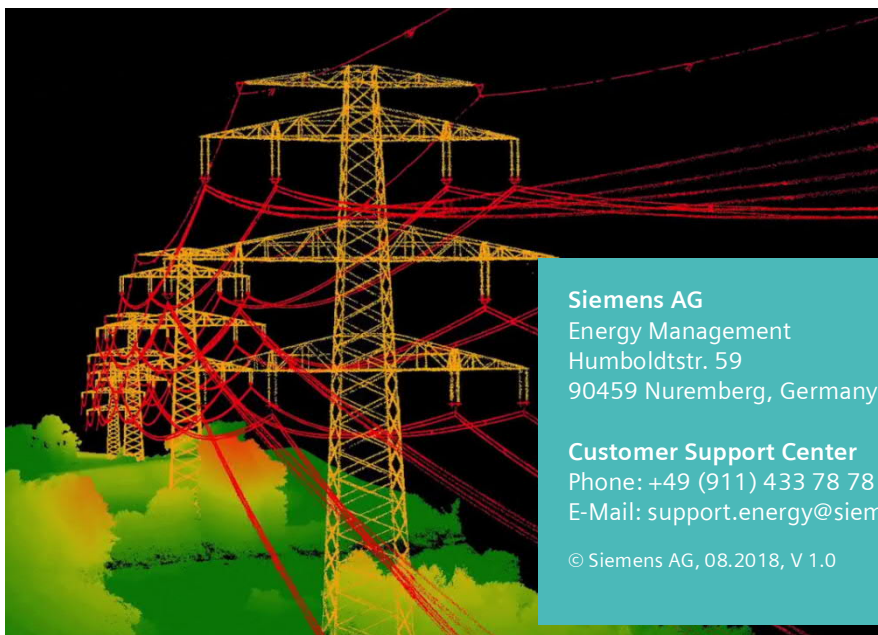 Siemens AG
Energy Management
Humboldtstr. 59
90459 Nuremberg, Germany
Customer Support Center
Phone: +49 (911) 433 78 78
E-Mail: support.energy@siem
© Siemens AG, 08.2018, V 1.0